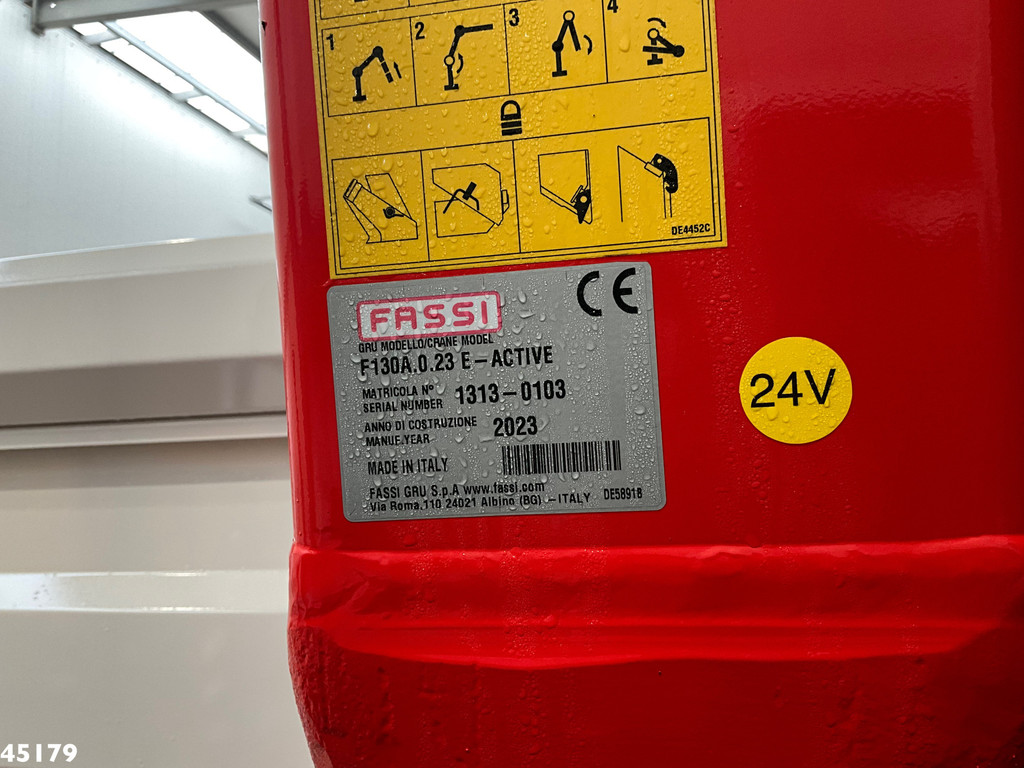 1 2 3 4
DE4452C
FASSI CE
GRU MODELLO/CRANE MODEL
F130A.0.23 E-ACTIVE
MATRICOLA N° 1313-0103
SERIAL NUMBER
ANNO DI COSTRUZIONE 2023
MANUF.YEAR
MADE IN ITALY
FASSI GRU S.p.A www.fassi.com DE5891B
Via Roma,110 24021 Albino (BG) - ITALY
24V
45179